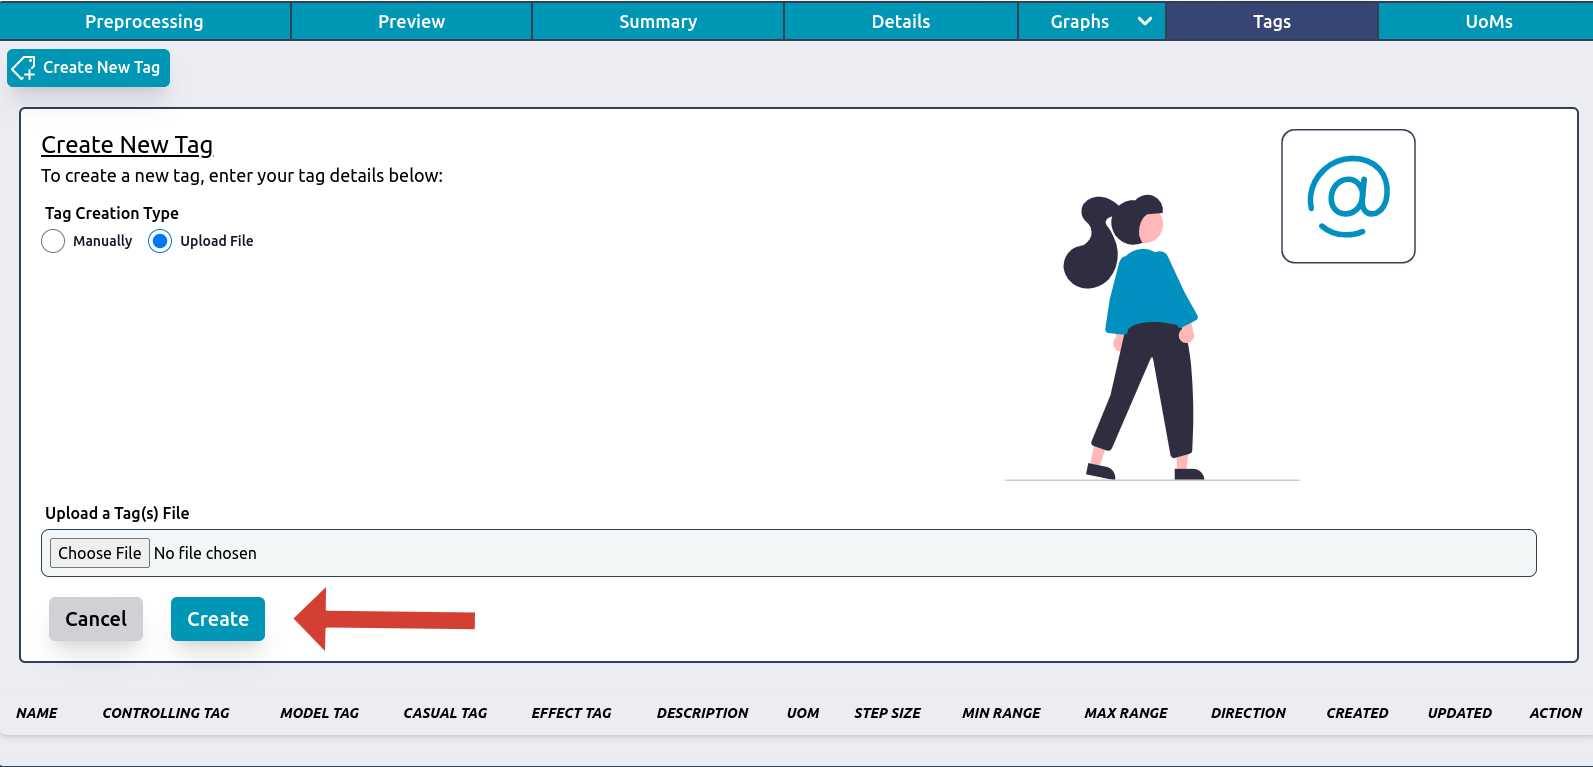 Preprocessing Preview Summary Details Graphs Tags UoMs
Create New Tag
Create New Tag
To create a new tag, enter your tag details below:
Tag Creation Type
Manually Upload File
@
Upload a Tag(s) File
Choose File No file chosen
Cancel Create
NAME CONTROLLING TAG MODEL TAG CASUAL TAG EFFECT TAG DESCRIPTION UOM STEP SIZE MIN RANGE MAX RANGE DIRECTION CREATED UPDATED ACTION